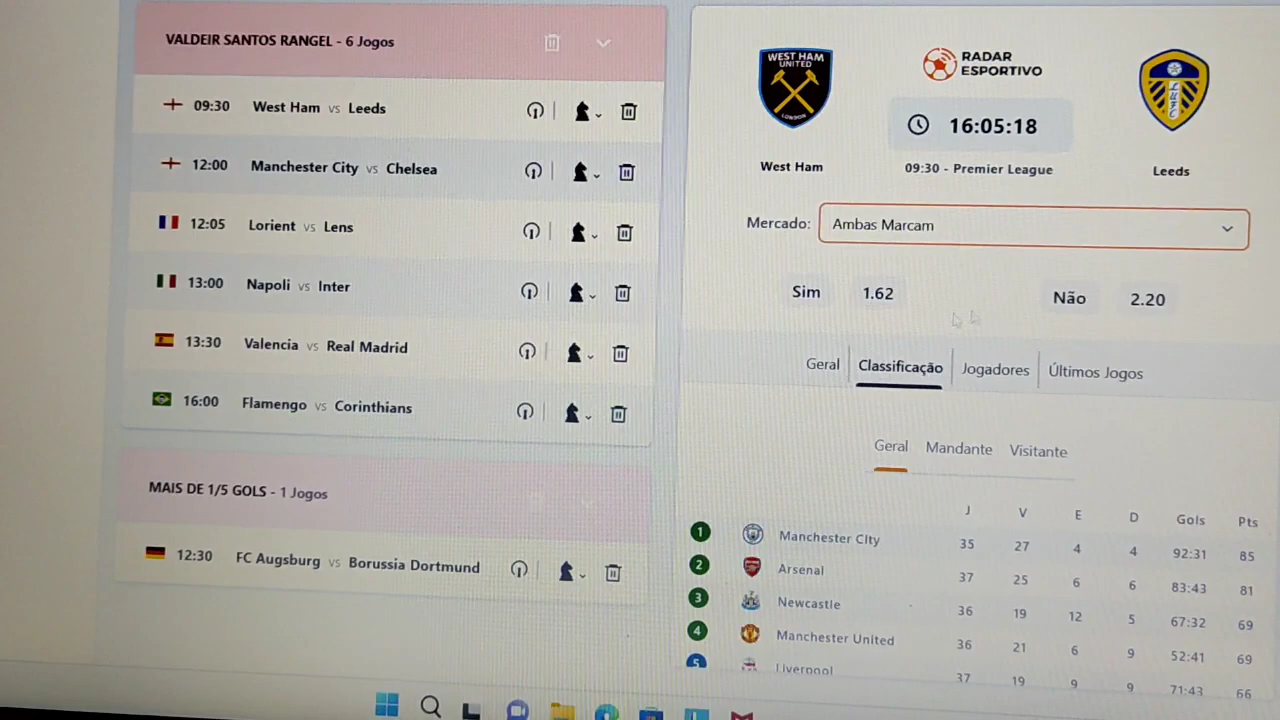 VALDEIR SANTOS RANGEL - 6 Jogos
09:30 West Ham vs Leeds
12:00 Manchester City vs Chelsea
12:05 Lorient vs Lens
13:00 Napoli vs Inter
13:30 Valencia vs Real Madrid
16:00 Flamengo vs Corinthians
MAIS DE 1/5 GOLS - 1 Jogos
12:30 FC Augsburg vs Borussia Dortmund
WEST HAM
UNITED
LONDON
RADAR
ESPORTIVO
LUFC
16:05:18
West Ham
09:30 - Premier League
Leeds
Mercado: Ambas Marcam
Sim 1.62 Não 2.20
Geral Classificação Jogadores Últimos Jogos
Geral Mandante Visitante
J V E D Gols Pts
1 Manchester City 35 27 4 4 92:31 85
2 Arsenal 37 25 6 6 83:43 81
3 Newcastle 36 19 12 5 67:32 69
4 Manchester United 36 21 6 9 52:41 69
5 Liverpool 37 19 9 9 71:43 66